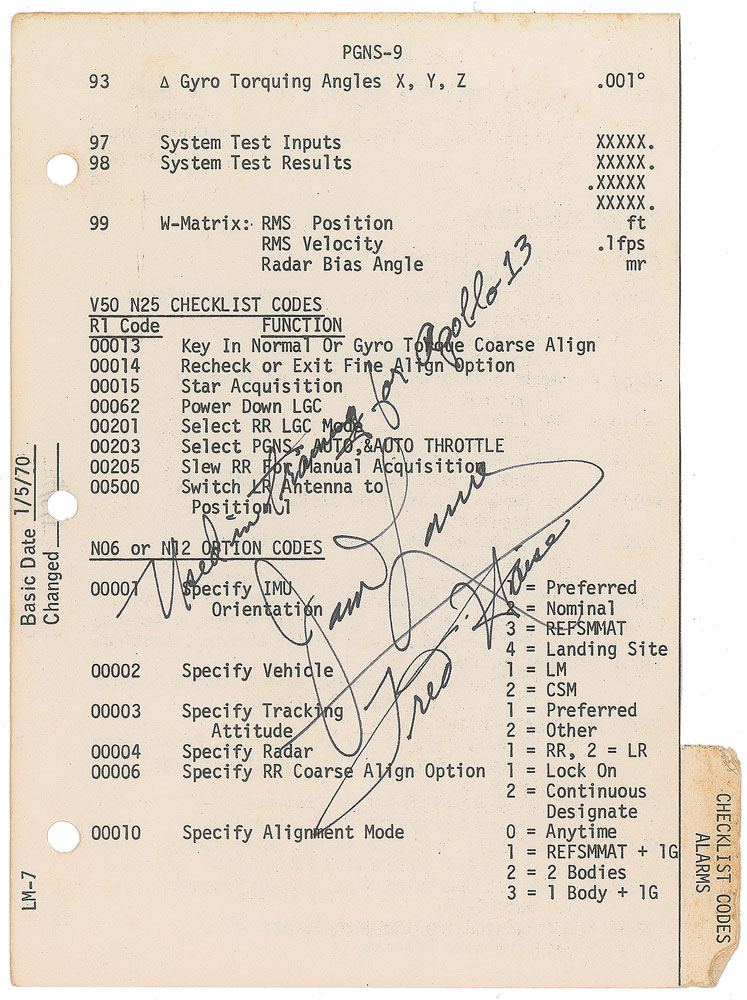 PGNS-9
93 Δ Gyro Torquing Angles X, Y, Z .001°
97 System Test Inputs XXXXX.
98 System Test Results XXXXX.
.XXXXX
XXXXX.
99 W-Matrix: RMS Position ft
RMS Velocity .1fps
Radar Bias Angle mr
V50 N25 CHECKLIST CODES
R1 Code FUNCTION
00013 Key In Normal Or Gyro Torque Coarse Align
00014 Recheck or Exit Fine Align Option
00015 Star Acquisition
00062 Power Down LGC
00201 Select RR LGC Mode
00203 Select PGNS, AUTO,&AUTO THROTTLE
00205 Slew RR For Manual Acquisition
00500 Switch LR Antenna to
Position 1
N06 or N12 OPTION CODES
00001 Specify IMU 1 = Preferred
Orientation 2 = Nominal
3 = REFSMMAT
4 = Landing Site
00002 Specify Vehicle 1 = LM
2 = CSM
00003 Specify Tracking 1 = Preferred
Attitude 2 = Other
00004 Specify Radar 1 = RR, 2 = LR
00006 Specify RR Coarse Align Option 1 = Lock On
2 = Continuous
Designate
00010 Specify Alignment Mode 0 = Anytime
1 = REFSMMAT + 1G
2 = 2 Bodies
3 = 1 Body + 1G
Used in training for Apollo 13
James Lovell
Fred Haise
Basic Date 1/5/70
Changed
LM-7
CHECKLIST CODES
ALARMS